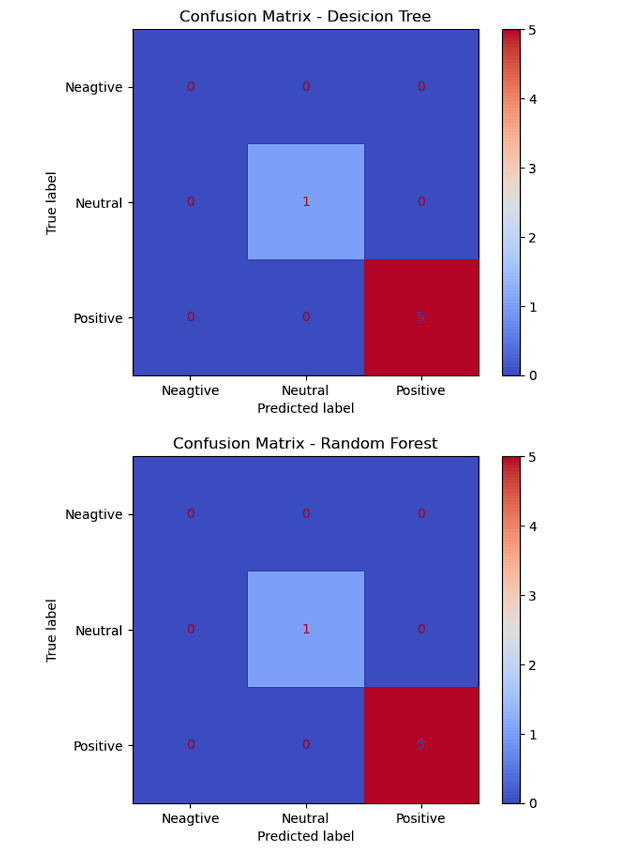 Confusion Matrix - Desicion Tree
Neagtive 0 0 0
Neutral 0 1 0
Positive 0 0 5
True label
Neagtive Neutral Positive
Predicted label
5
4
3
2
1
0
Confusion Matrix - Random Forest
Neagtive 0 0 0
Neutral 0 1 0
Positive 0 0 5
True label
Neagtive Neutral Positive
Predicted label
5
4
3
2
1
0